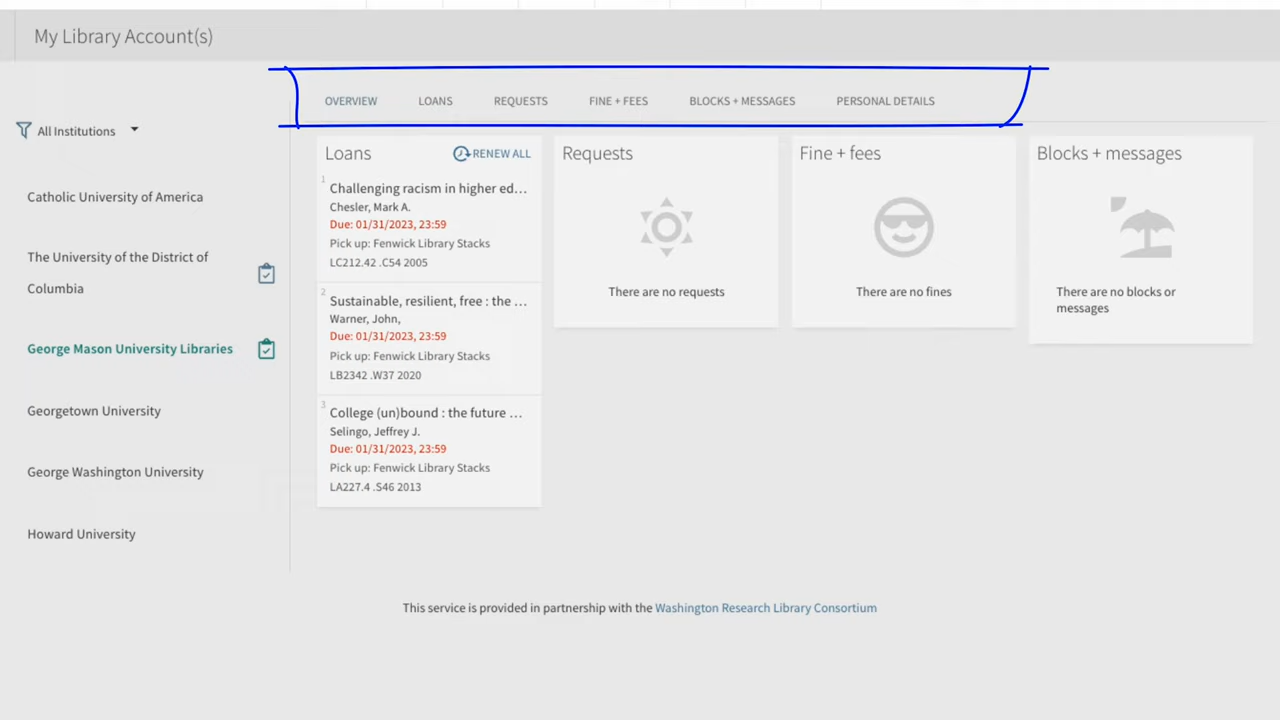 My Library Account(s)
OVERVIEW LOANS REQUESTS FINE + FEES BLOCKS + MESSAGES PERSONAL DETAILS
All Institutions
Catholic University of America
The University of the District of
Columbia
George Mason University Libraries
Georgetown University
George Washington University
Howard University
Loans RENEW ALL
1
Challenging racism in higher ed...
Chesler, Mark A.
Due: 01/31/2023, 23:59
Pick up: Fenwick Library Stacks
LC212.42 .C54 2005
2
Sustainable, resilient, free : the ...
Warner, John,
Due: 01/31/2023, 23:59
Pick up: Fenwick Library Stacks
LB2342 .W37 2020
3
College (un)bound : the future ...
Selingo, Jeffrey J.
Due: 01/31/2023, 23:59
Pick up: Fenwick Library Stacks
LA227.4 .S46 2013
Requests
There are no requests
Fine + fees
There are no fines
Blocks + messages
There are no blocks or
messages
This service is provided in partnership with the Washington Research Library Consortium